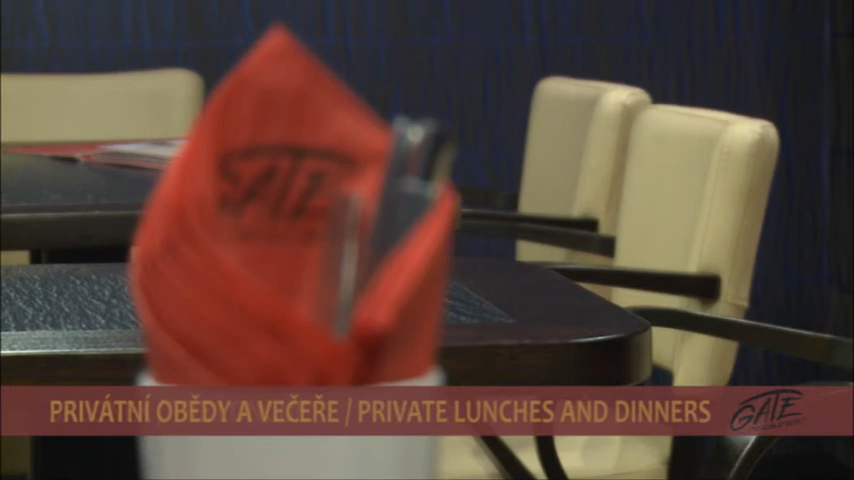 GATE
PRIVÁTNÍ OBĚDY A VEČEŘE / PRIVATE LUNCHES AND DINNERS
GATE